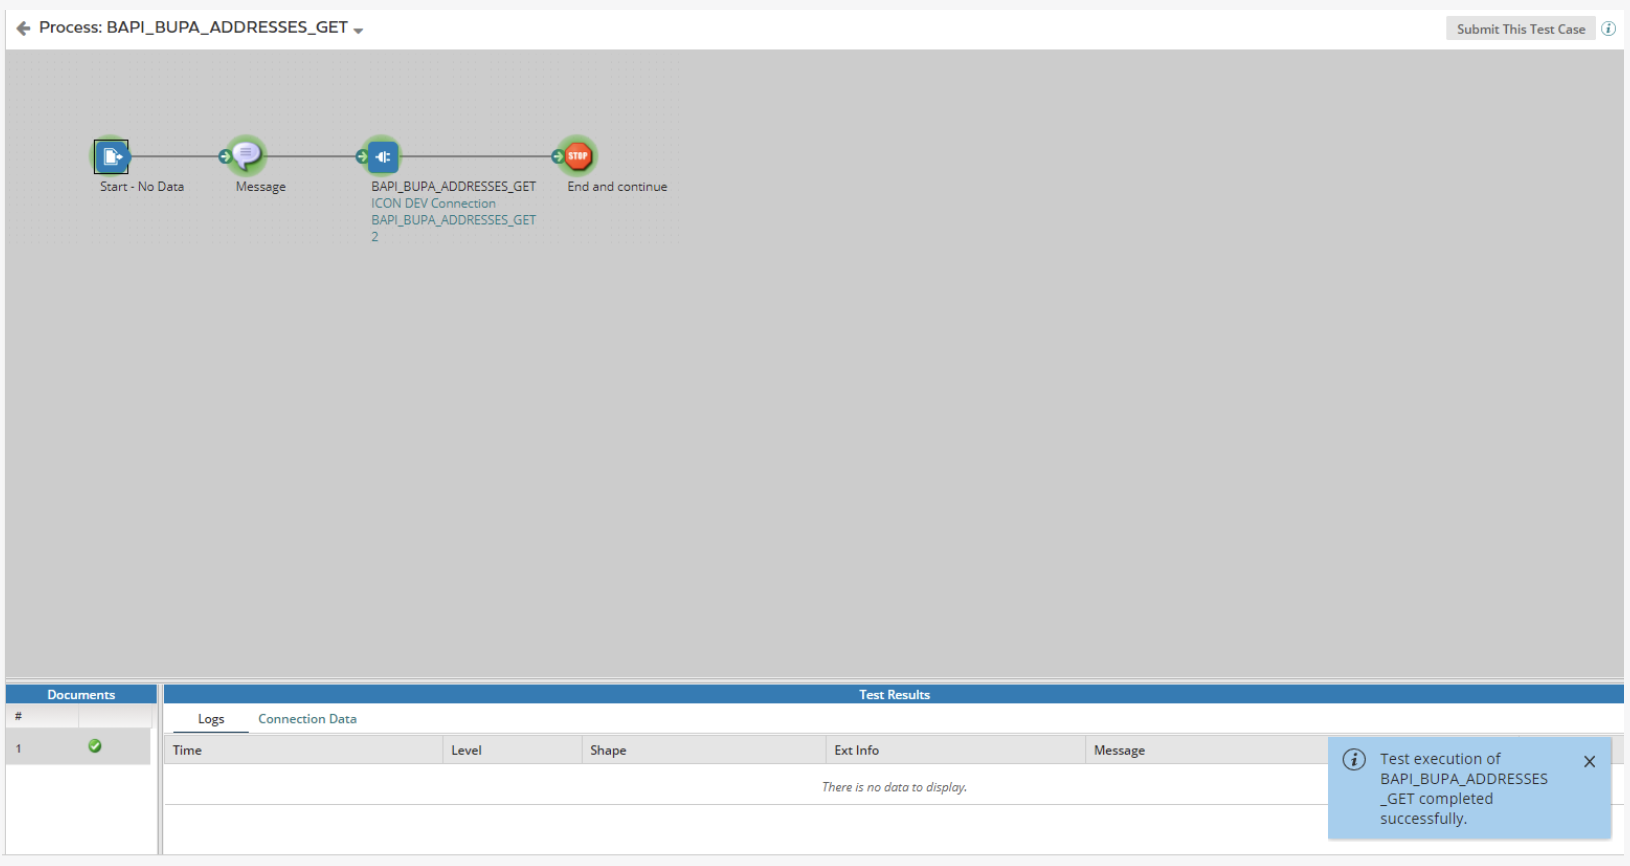 Process: BAPI_BUPA_ADDRESSES_GET
Submit This Test Case
i
Start - No Data
Message
BAPI_BUPA_ADDRESSES_GET
ICON DEV Connection
BAPI_BUPA_ADDRESSES_GET
2
STOP
End and continue
Documents
#
1
Test Results
Logs
Connection Data
Time
Level
Shape
Ext Info
Message
There is no data to display.
i
Test execution of
BAPI_BUPA_ADDRESSES
_GET completed
successfully.